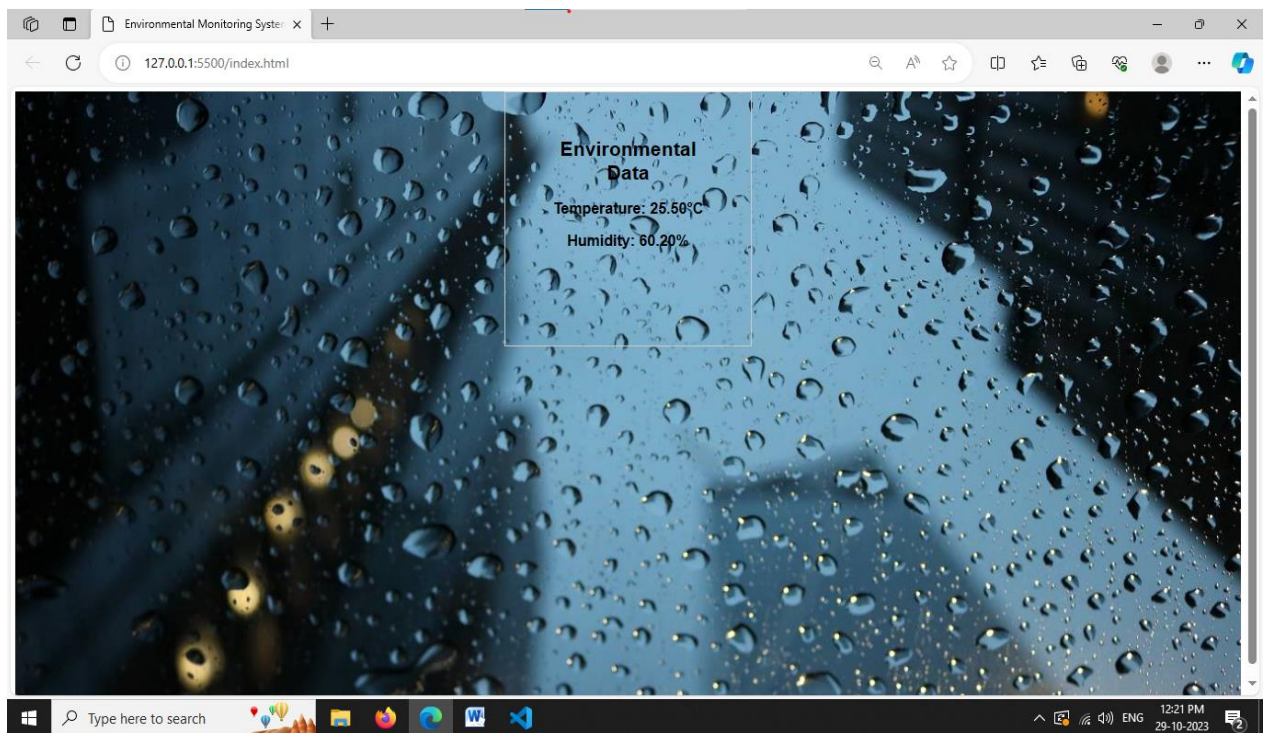 Environmental Monitoring Syster
127.0.0.1:5500/index.html
Environmental
Data
Temperature: 25.50°C
Humidity: 60.20%
Type here to search
ENG
12:21 PM
29-10-2023
2